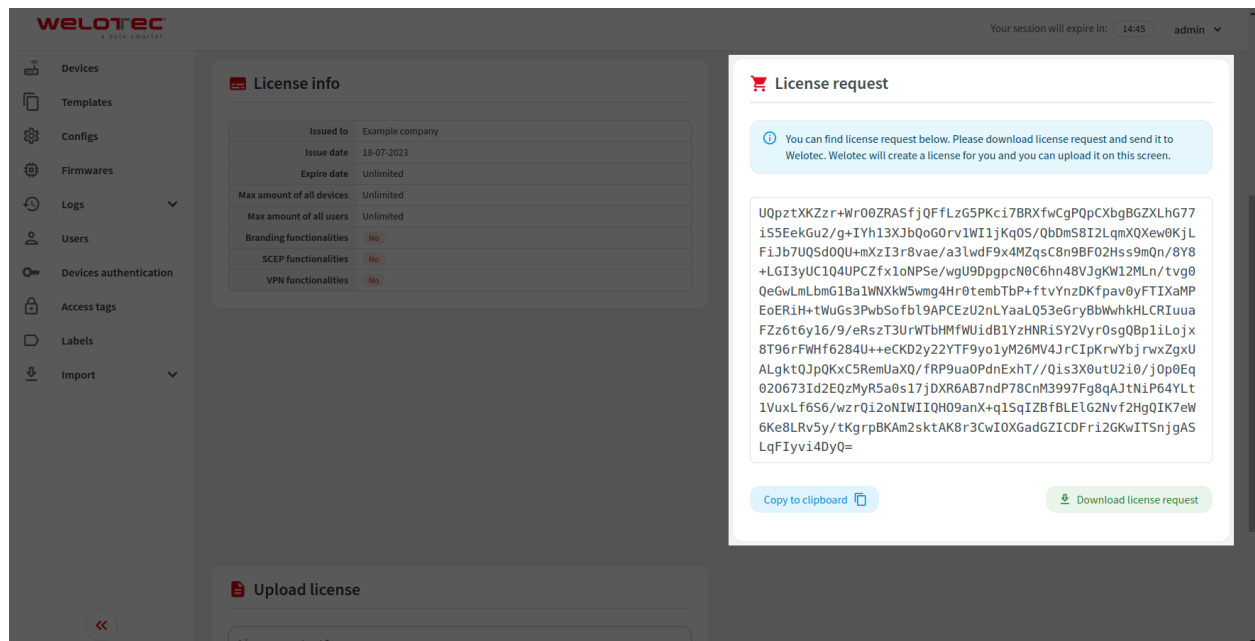 WELOTEC
a byte smarter
Your session will expire in: 14:45 admin
Devices
Templates
Configs
Firmwares
Logs
Users
Devices authentication
Access tags
Labels
Import
License info
Issued to Example company
Issue date 18-07-2023
Expire date Unlimited
Max amount of all devices Unlimited
Max amount of all users Unlimited
Branding functionalities No
SCEP functionalities No
VPN functionalities No
Upload license
License request
You can find license request below. Please download license request and send it to
Welotec. Welotec will create a license for you and you can upload it on this screen.
UQpztXKZzr+WrO0ZRASfjQFfLzG5PKci7BRXfwCgPQpCXbgBGZXLhG77
iS5EekGu2/g+IYh13XJbQoGOrv1WI1jKqOS/QbDmS8I2LqmXQXew0KjL
FiJb7UQSdOQU+mXzI3r8vae/a3lwdF9x4MZqsC8n9BFO2Hss9mQn/8Y8
+LGI3yUC1Q4UPCZfx1oNPSe/wgU9DpgpcN0C6hn48VJgKW12MLn/tvg0
QeGwLmLbmG1Ba1WNXkW5wmg4Hr0tembTbP+ftvYnzDKfpav0yFTIXaMP
EoERiH+tWuGs3PwbSofbl9APCEzU2nLYaaLQ53eGryBbWwhkHLCRIuua
FZz6t6y16/9/eRszT3UrWTbHMfWUidB1YzHNRiSY2VyrOsgQBp1iLojx
8T96rFWHf6284U++eCKD2y22YTF9yo1yM26MV4JrCIpKrwYbjrwxZgxU
ALgktQJpQKxC5RemUaXQ/fRP9uaOPdnExhT//Qis3X0utU2i0/jOp0Eq
02O673Id2EQzMyR5a0s17jDXR6AB7ndP78CnM3997Fg8qAJtNiP64YLt
1VuxLf6S6/wzrQi2oNIWIIQHO9anX+q1SqIZBfBLElG2Nvf2HgQIK7eW
6Ke8LRv5y/tKgrpBKAm2sktAK8r3CwIOXGadGZICDFri2GKwITSnjgAS
LqFIyvi4DyQ=
Copy to clipboard Download license request